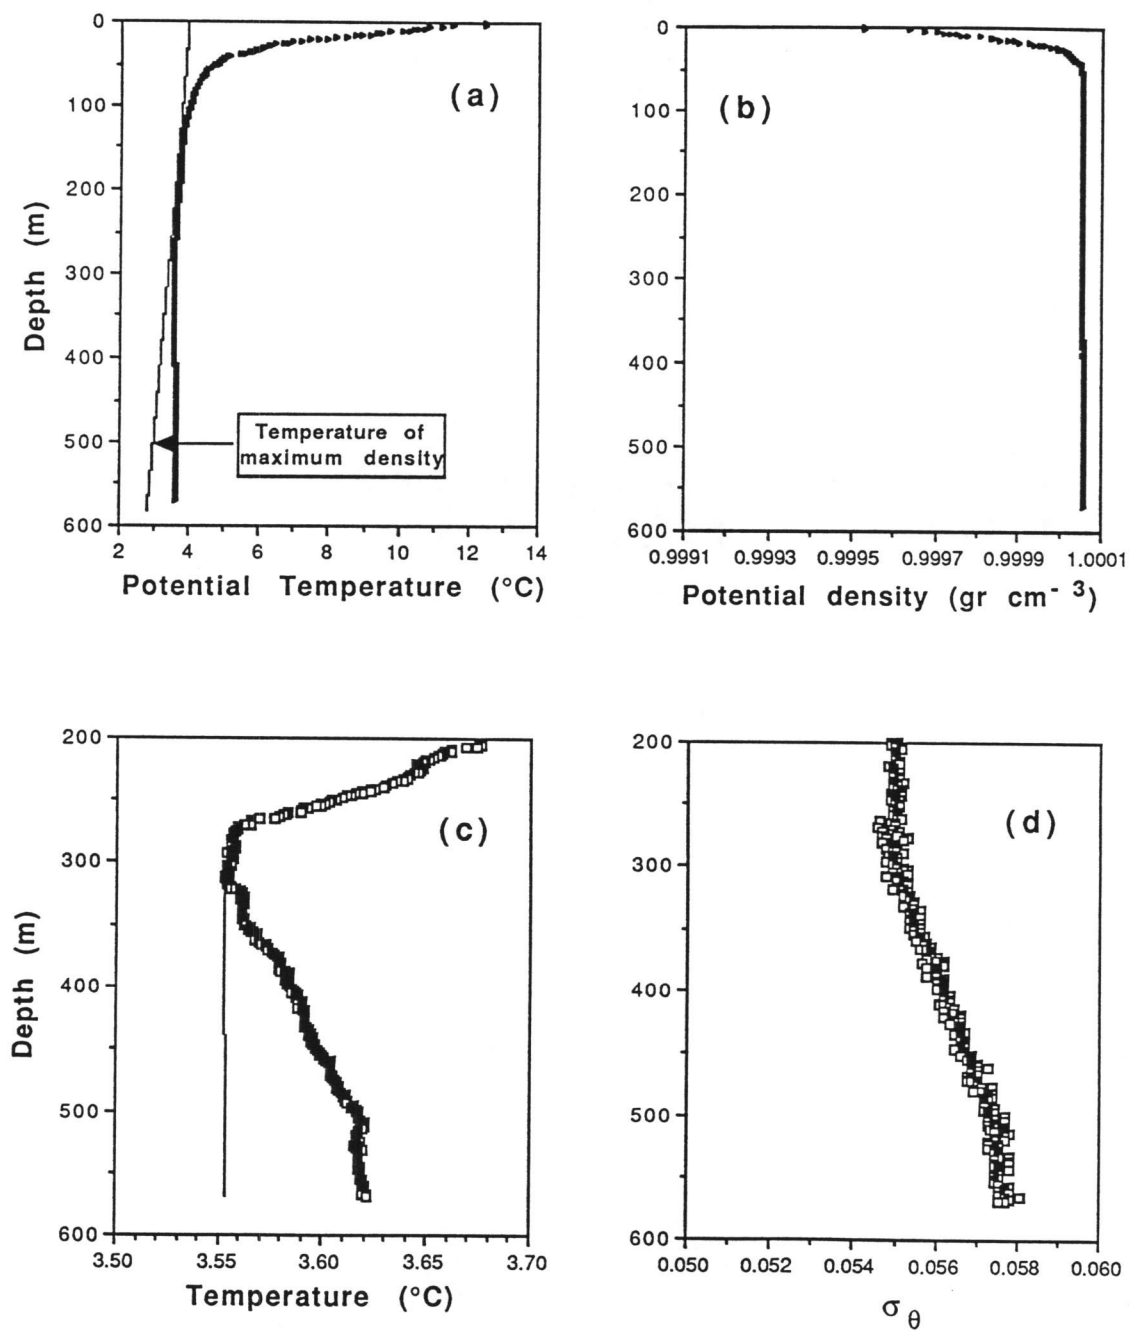 0
100
200
300
400
500
600
Depth (m)
(a)
Temperature of
maximum density
2 4 6 8 10 12 14
Potential Temperature (°C)
0
100
200
300
400
500
600
(b)
0.9991 0.9993 0.9995 0.9997 0.9999 1.0001
Potential density (gr cm⁻³)
200
300
400
500
600
Depth (m)
(c)
3.50 3.55 3.60 3.65 3.70
Temperature (°C)
200
300
400
500
600
(d)
0.050 0.052 0.054 0.056 0.058 0.060
σθ